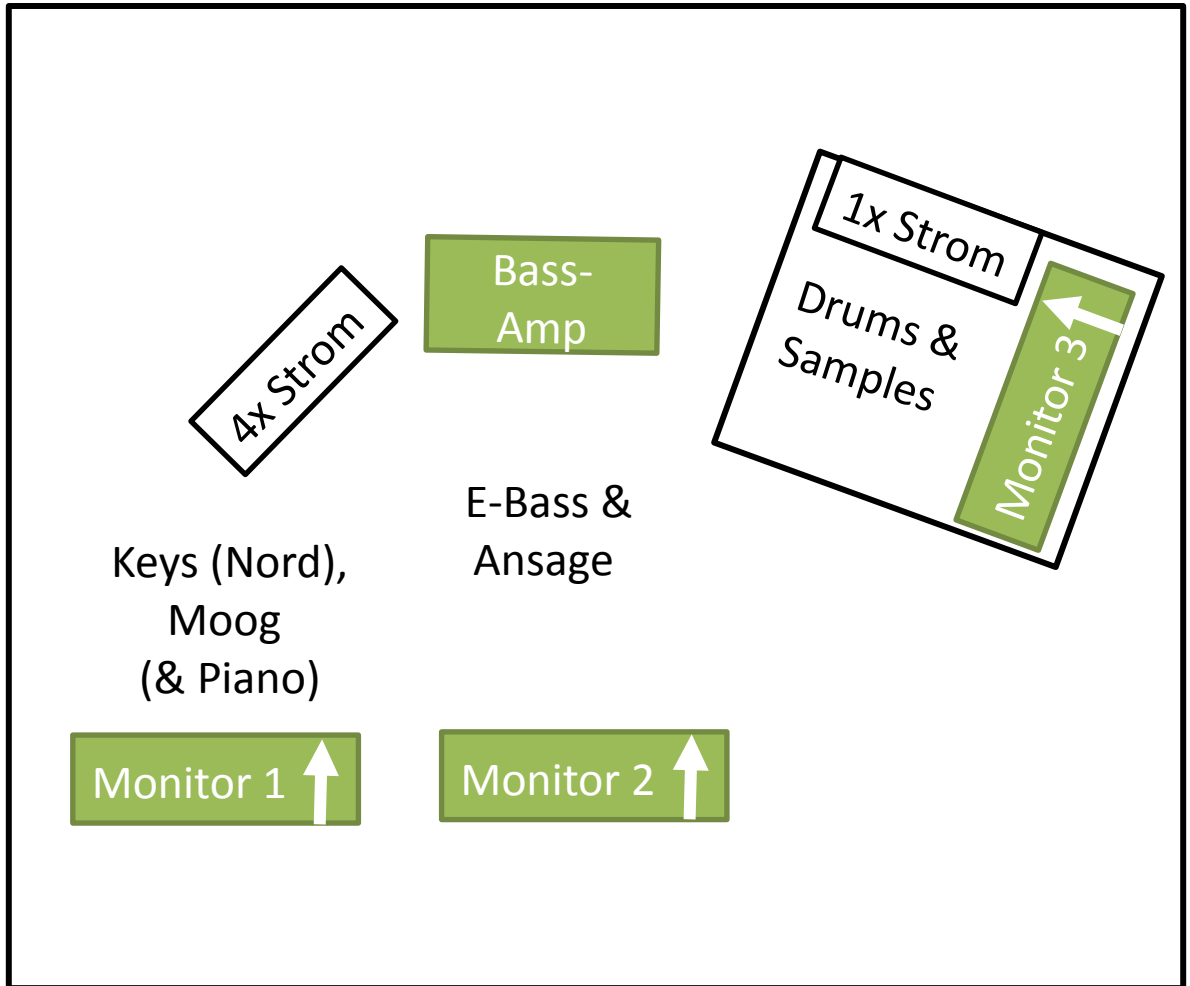 1x Strom
Bass-
Amp
Drums &
Samples
Monitor 3
4x Strom
E-Bass &
Ansage
Keys (Nord),
Moog
(& Piano)
Monitor 1
Monitor 2